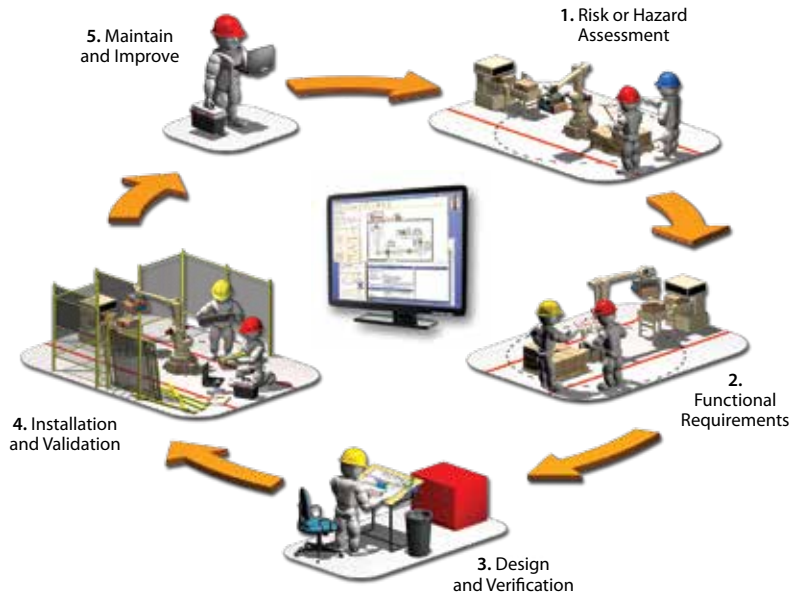 1. Risk or Hazard
Assessment
2.
Functional
Requirements
3. Design
and Verification
4. Installation
and Validation
5. Maintain
and Improve